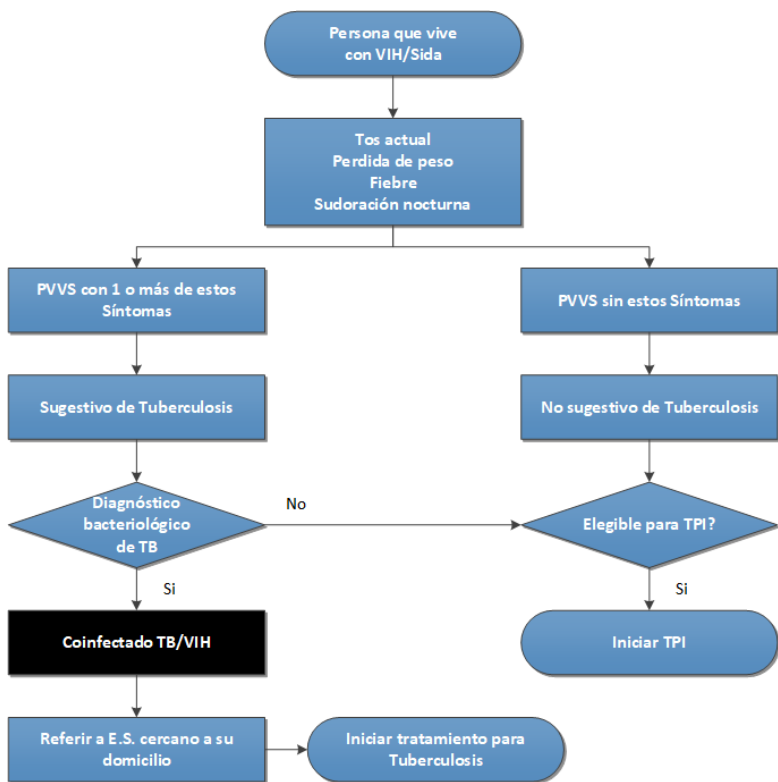 Persona que vive
con VIH/Sida
Tos actual
Perdida de peso
Fiebre
Sudoración nocturna
PVVS con 1 o más de estos
Síntomas
PVVS sin estos Síntomas
Sugestivo de Tuberculosis
No sugestivo de Tuberculosis
Diagnóstico
bacteriológico
de TB
No
Elegible para TPI?
Si
Si
Coinfectado TB/VIH
Iniciar TPI
Referir a E.S. cercano a su
domicilio
Iniciar tratamiento para
Tuberculosis